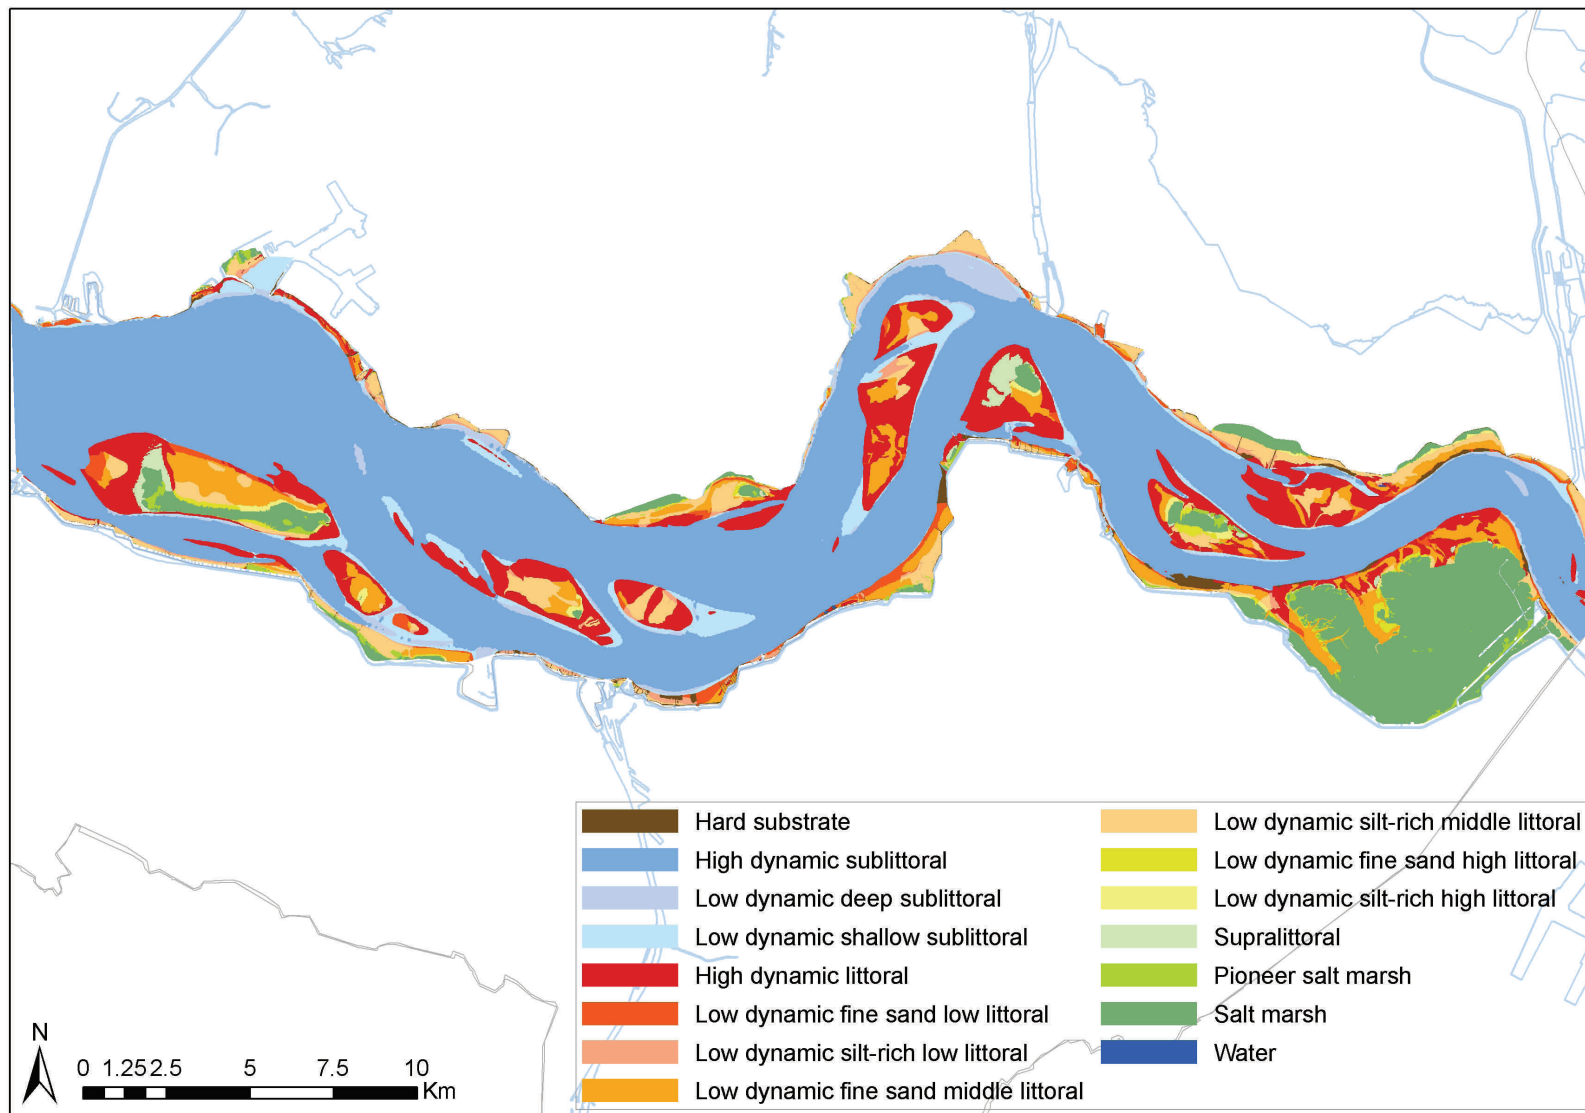 Hard substrate
High dynamic sublittoral
Low dynamic deep sublittoral
Low dynamic shallow sublittoral
High dynamic littoral
Low dynamic fine sand low littoral
Low dynamic silt-rich low littoral
Low dynamic fine sand middle littoral
Low dynamic silt-rich middle littoral
Low dynamic fine sand high littoral
Low dynamic silt-rich high littoral
Supralittoral
Pioneer salt marsh
Salt marsh
Water
N
0 1.25 2.5 5 7.5 10
Km